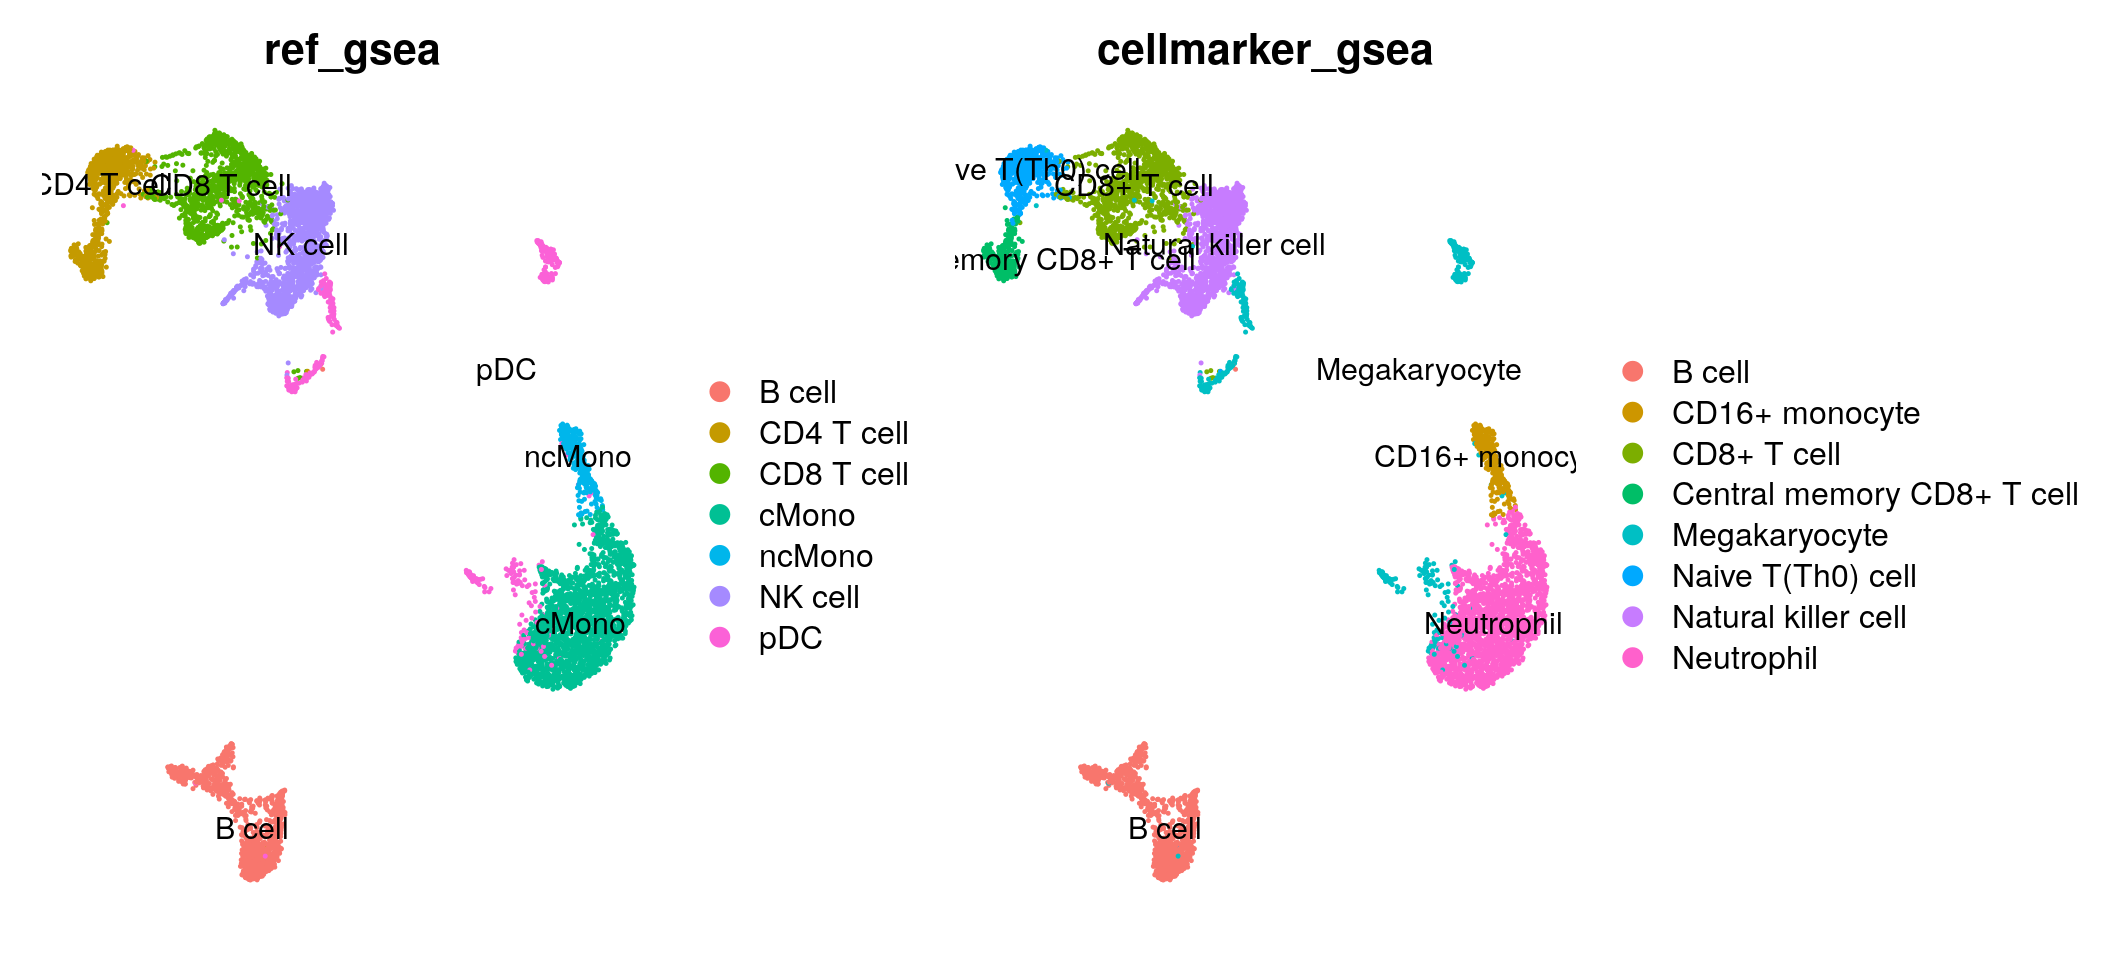 ref_gsea
CD4 T cell
CD8 T cell
NK cell
pDC
ncMono
cMono
B cell
B cell
CD4 T cell
CD8 T cell
cMono
ncMono
NK cell
pDC
cellmarker_gsea
ve T(Th0) cell
CD8+ T cell
Natural killer cell
emory CD8+ T cell
Megakaryocyte
CD16+ monocy
Neutrophil
B cell
B cell
CD16+ monocyte
CD8+ T cell
Central memory CD8+ T cell
Megakaryocyte
Naive T(Th0) cell
Natural killer cell
Neutrophil